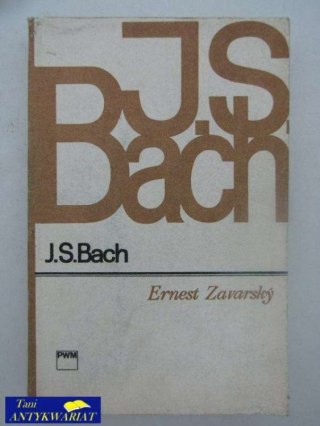 J.S.
Bach
J.S.Bach
Ernest Zavarský
PWM
Tani
ANTYKWARIAT